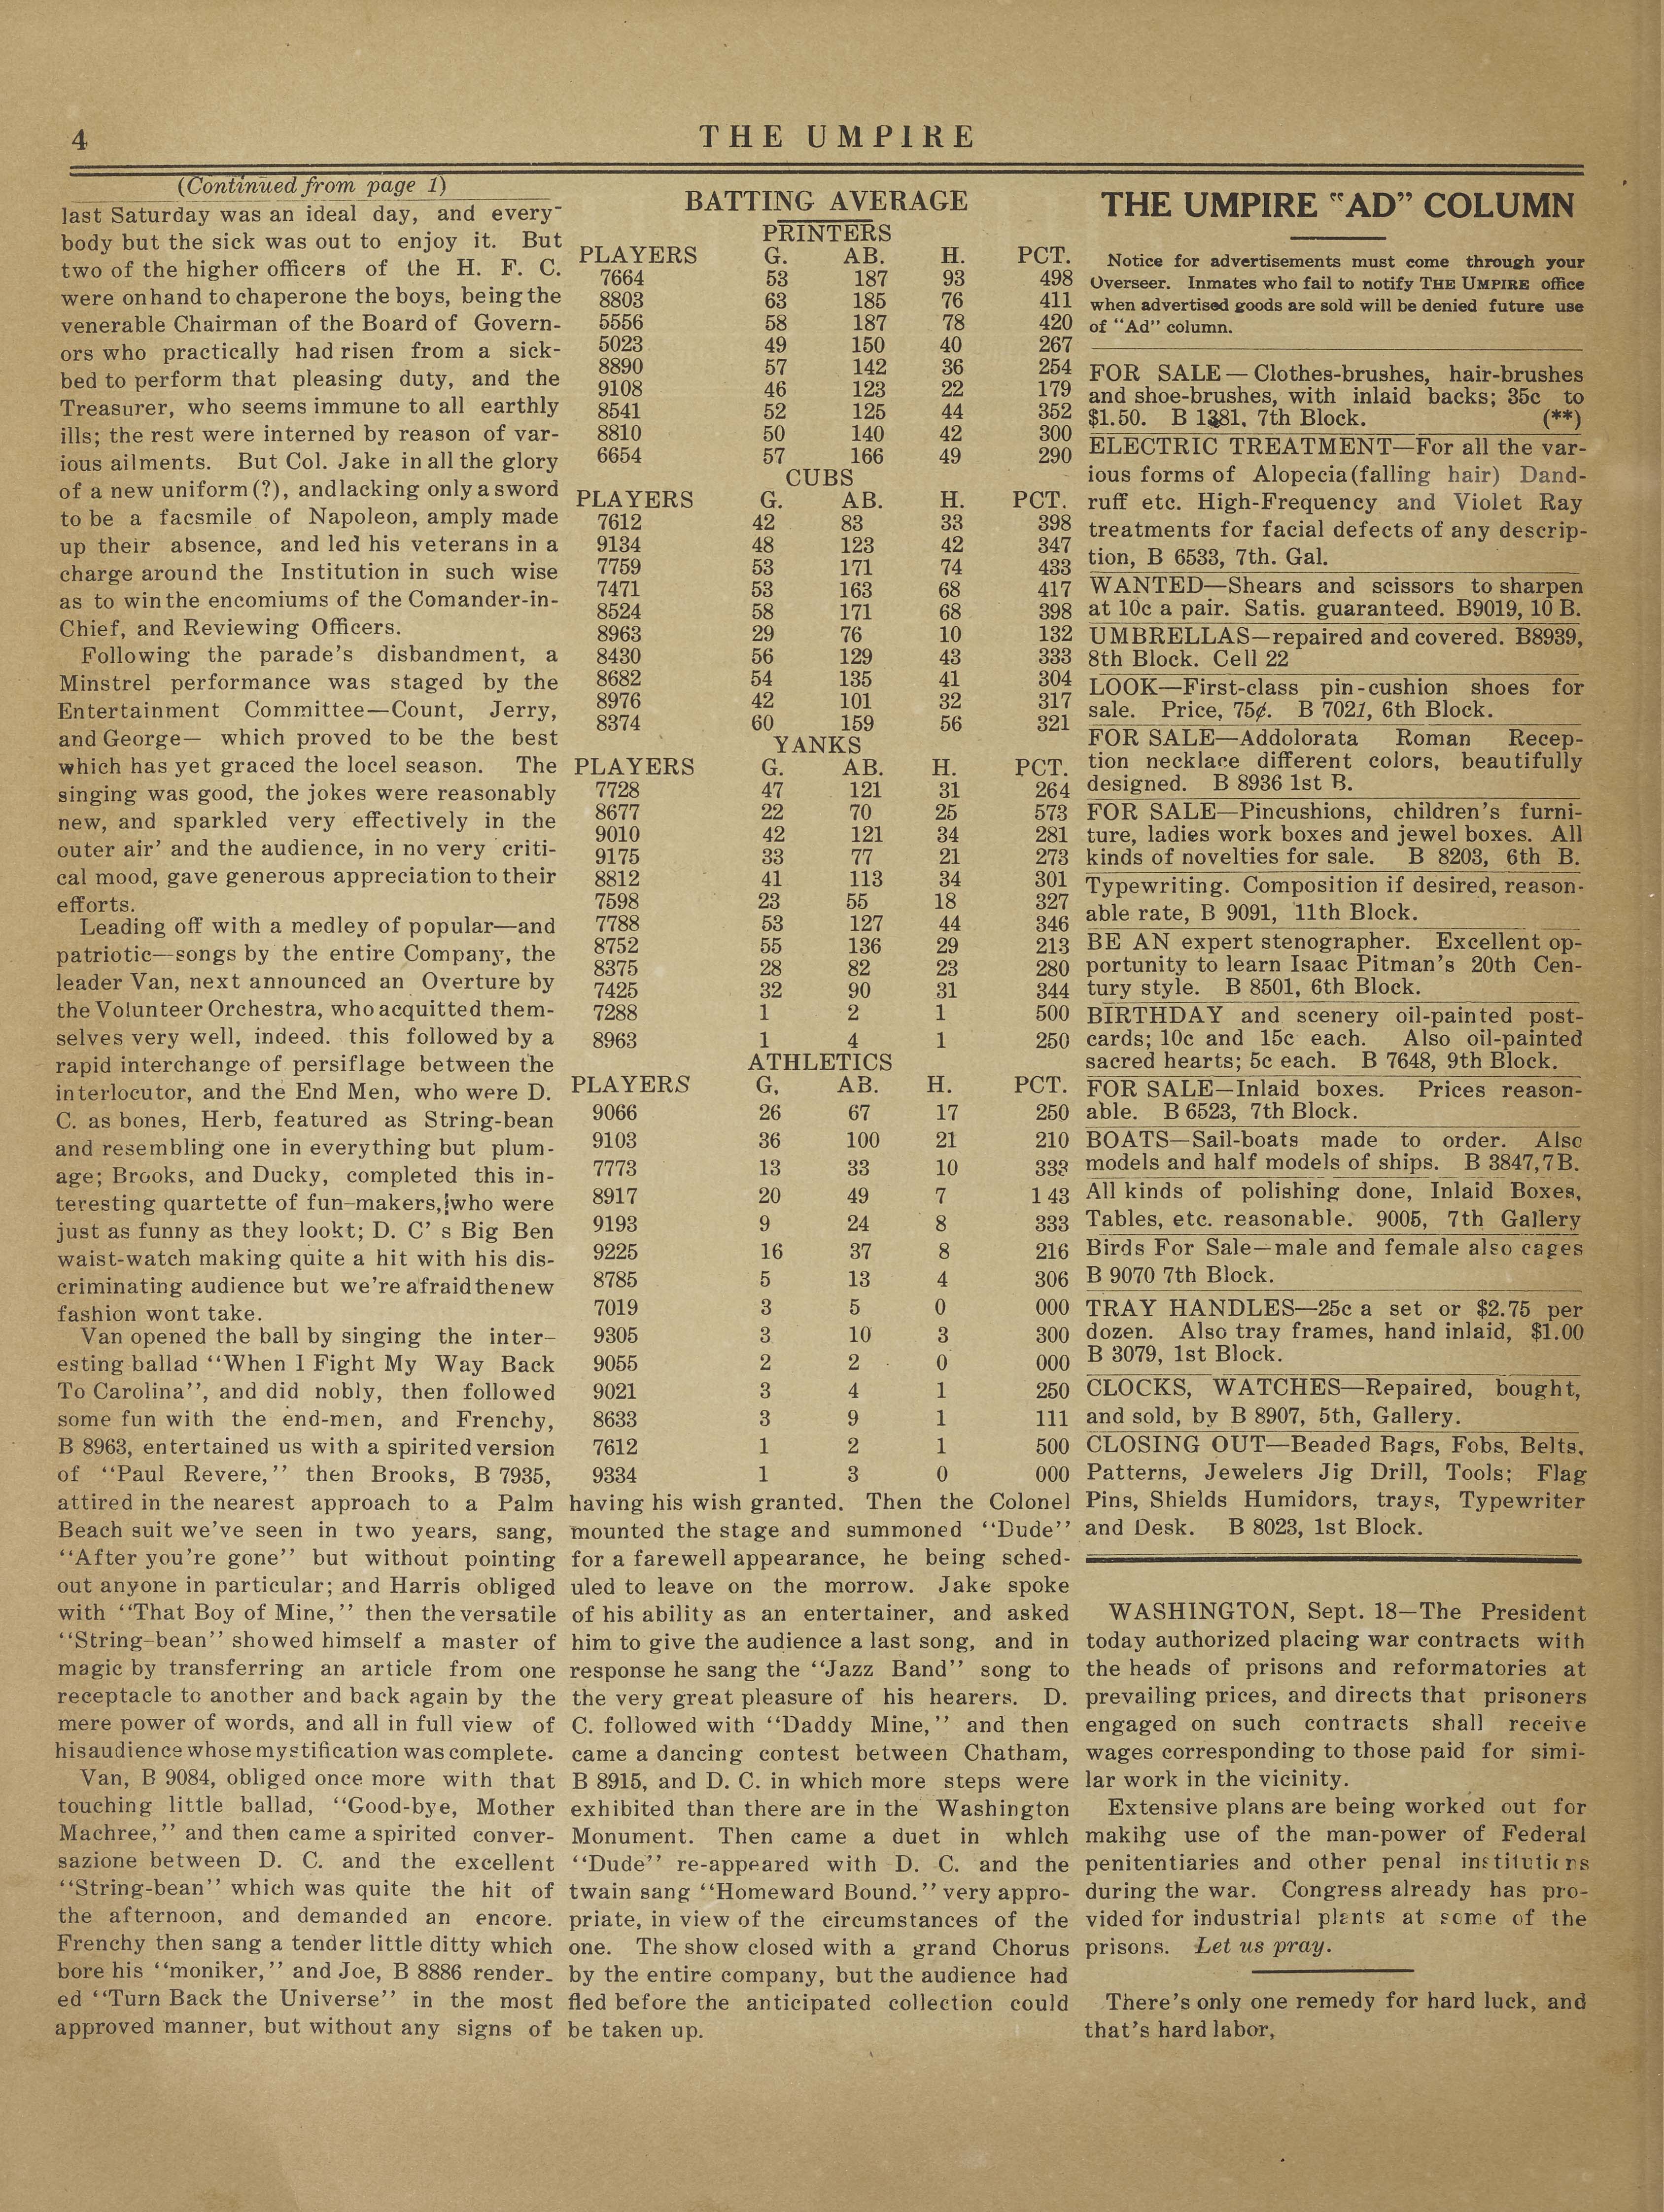 4
THE UMPIRE
(Continued from page 1)
last Saturday was an ideal day, and every-
body but the sick was out to enjoy it. But
two of the higher officers of the H. F. C.
were onhand to chaperone the boys, being the
venerable Chairman of the Board of Govern-
ors who practically had risen from a sick-
bed to perform that pleasing duty, and the
Treasurer, who seems immune to all earthly
ills; the rest were interned by reason of var-
ious ailments. But Col. Jake in all the glory
of a new uniform(?), andlacking only a sword
to be a facsmile of Napoleon, amply made
up their absence, and led his veterans in a
charge around the Institution in such wise
as to win the encomiums of the Comander-in-
Chief, and Reviewing Officers.
Following the parade's disbandment, a
Minstrel performance was staged by the
Entertainment Committee—Count, Jerry,
and George— which proved to be the best
which has yet graced the locel season. The
singing was good, the jokes were reasonably
new, and sparkled very effectively in the
outer air' and the audience, in no very criti-
cal mood, gave generous appreciation to their
efforts.
Leading off with a medley of popular—and
patriotic—songs by the entire Company, the
leader Van, next announced an Overture by
the Volunteer Orchestra, who acquitted them-
selves very well, indeed. this followed by a
rapid interchange of persiflage between the
interlocutor, and the End Men, who were D.
C. as bones, Herb, featured as String-bean
and resembling one in everything but plum-
age; Brooks, and Ducky, completed this in-
teresting quartette of fun-makers, who were
just as funny as they lookt; D. C' s Big Ben
waist-watch making quite a hit with his dis-
criminating audience but we're afraid the new
fashion wont take.
Van opened the ball by singing the inter-
esting ballad ‘‘When I Fight My Way Back
To Carolina’’, and did nobly, then followed
some fun with the end-men, and Frenchy,
B 8963, entertained us with a spirited version
of ‘‘Paul Revere,’’ then Brooks, B 7935,
attired in the nearest approach to a Palm
Beach suit we've seen in two years, sang,
‘‘After you're gone’’ but without pointing
out anyone in particular; and Harris obliged
with ‘‘That Boy of Mine,’’ then the versatile
‘‘String-bean’’ showed himself a master of
magic by transferring an article from one
receptacle to another and back again by the
mere power of words, and all in full view of
his audience whose mystification was complete.
Van, B 9084, obliged once more with that
touching little ballad, ‘‘Good-bye, Mother
Machree,’’ and then came a spirited conver-
sazione between D. C. and the excellent
‘‘String-bean’’ which was quite the hit of
the afternoon, and demanded an encore.
Frenchy then sang a tender little ditty which
bore his ‘‘moniker,’’ and Joe, B 8886 render-
ed ‘‘Turn Back the Universe’’ in the most
approved manner, but without any signs of
BATTING AVERAGE
PRINTERS
PLAYERS G. AB. H. PCT.
7664 53 187 93 498
8803 63 185 76 411
5556 58 187 78 420
5023 49 150 40 267
8890 57 142 36 254
9108 46 123 22 179
8541 52 125 44 352
8810 50 140 42 300
6654 57 166 49 290
CUBS
PLAYERS G. AB. H. PCT.
7612 42 83 33 398
9134 48 123 42 347
7759 53 171 74 433
7471 53 163 68 417
8524 58 171 68 398
8963 29 76 10 132
8430 56 129 43 333
8682 54 135 41 304
8976 42 101 32 317
8374 60 159 56 321
YANKS
PLAYERS G. AB. H. PCT.
7728 47 121 31 264
8677 22 70 25 573
9010 42 121 34 281
9175 33 77 21 273
8812 41 113 34 301
7598 23 55 18 327
7788 53 127 44 346
8752 55 136 29 213
8375 28 82 23 280
7425 32 90 31 344
7288 1 2 1 500
8963 1 4 1 250
ATHLETICS
PLAYERS G, AB. H. PCT.
9066 26 67 17 250
9103 36 100 21 210
7773 13 33 10 333
8917 20 49 7 1 43
9193 9 24 8 333
9225 16 37 8 216
8785 5 13 4 306
7019 3 5 0 000
9305 3 10 3 300
9055 2 2 0 000
9021 3 4 1 250
8633 3 9 1 111
7612 1 2 1 500
9334 1 3 0 000
having his wish granted. Then the Colonel
mounted the stage and summoned ‘‘Dude’’
for a farewell appearance, he being sched-
uled to leave on the morrow. Jake spoke
of his ability as an entertainer, and asked
him to give the audience a last song, and in
response he sang the ‘‘Jazz Band’’ song to
the very great pleasure of his hearers. D.
C. followed with ‘‘Daddy Mine,’’ and then
came a dancing contest between Chatham,
B 8915, and D. C. in which more steps were
exhibited than there are in the Washington
Monument. Then came a duet in whlch
‘‘Dude’’ re-appeared with D. C. and the
twain sang ‘‘Homeward Bound.’’ very appro-
priate, in view of the circumstances of the
one. The show closed with a grand Chorus
by the entire company, but the audience had
fled before the anticipated collection could
be taken up.
THE UMPIRE "AD" COLUMN
Notice for advertisements must come through your
Overseer. Inmates who fail to notify THE UMPIRE office
when advertised goods are sold will be denied future use
of "Ad" column.
FOR SALE — Clothes-brushes, hair-brushes
and shoe-brushes, with inlaid backs; 35c to
$1.50. B 1381, 7th Block. (**)
ELECTRIC TREATMENT—For all the var-
ious forms of Alopecia (falling hair) Dand-
ruff etc. High-Frequency and Violet Ray
treatments for facial defects of any descrip-
tion, B 6533, 7th. Gal.
WANTED—Shears and scissors to sharpen
at 10c a pair. Satis. guaranteed. B9019, 10 B.
UMBRELLAS—repaired and covered. B8939,
8th Block. Cell 22
LOOK—First-class pin-cushion shoes for
sale. Price, 75¢. B 7021, 6th Block.
FOR SALE—Addolorata Roman Recep-
tion necklace different colors, beautifully
designed. B 8936 1st B.
FOR SALE—Pincushions, children's furni-
ture, ladies work boxes and jewel boxes. All
kinds of novelties for sale. B 8203, 6th B.
Typewriting. Composition if desired, reason-
able rate, B 9091, 11th Block.
BE AN expert stenographer. Excellent op-
portunity to learn Isaac Pitman's 20th Cen-
tury style. B 8501, 6th Block.
BIRTHDAY and scenery oil-painted post-
cards; 10c and 15c each. Also oil-painted
sacred hearts; 5c each. B 7648, 9th Block.
FOR SALE—Inlaid boxes. Prices reason-
able. B 6523, 7th Block.
BOATS—Sail-boats made to order. Also
models and half models of ships. B 3847, 7B.
All kinds of polishing done, Inlaid Boxes,
Tables, etc. reasonable. 9005, 7th Gallery
Birds For Sale—male and female also cages
B 9070 7th Block.
TRAY HANDLES—25c a set or $2.75 per
dozen. Also tray frames, hand inlaid, $1.00
B 3079, 1st Block.
CLOCKS, WATCHES—Repaired, bought,
and sold, by B 8907, 5th, Gallery.
CLOSING OUT—Beaded Bags, Fobs, Belts,
Patterns, Jewelers Jig Drill, Tools; Flag
Pins, Shields Humidors, trays, Typewriter
and Desk. B 8023, 1st Block.
WASHINGTON, Sept. 18—The President
today authorized placing war contracts with
the heads of prisons and reformatories at
prevailing prices, and directs that prisoners
engaged on such contracts shall receive
wages corresponding to those paid for simi-
lar work in the vicinity.
Extensive plans are being worked out for
makihg use of the man-power of Federal
penitentiaries and other penal institutions
during the war. Congress already has pro-
vided for industrial plants at some of the
prisons. Let us pray.
There's only one remedy for hard luck, and
that's hard labor,